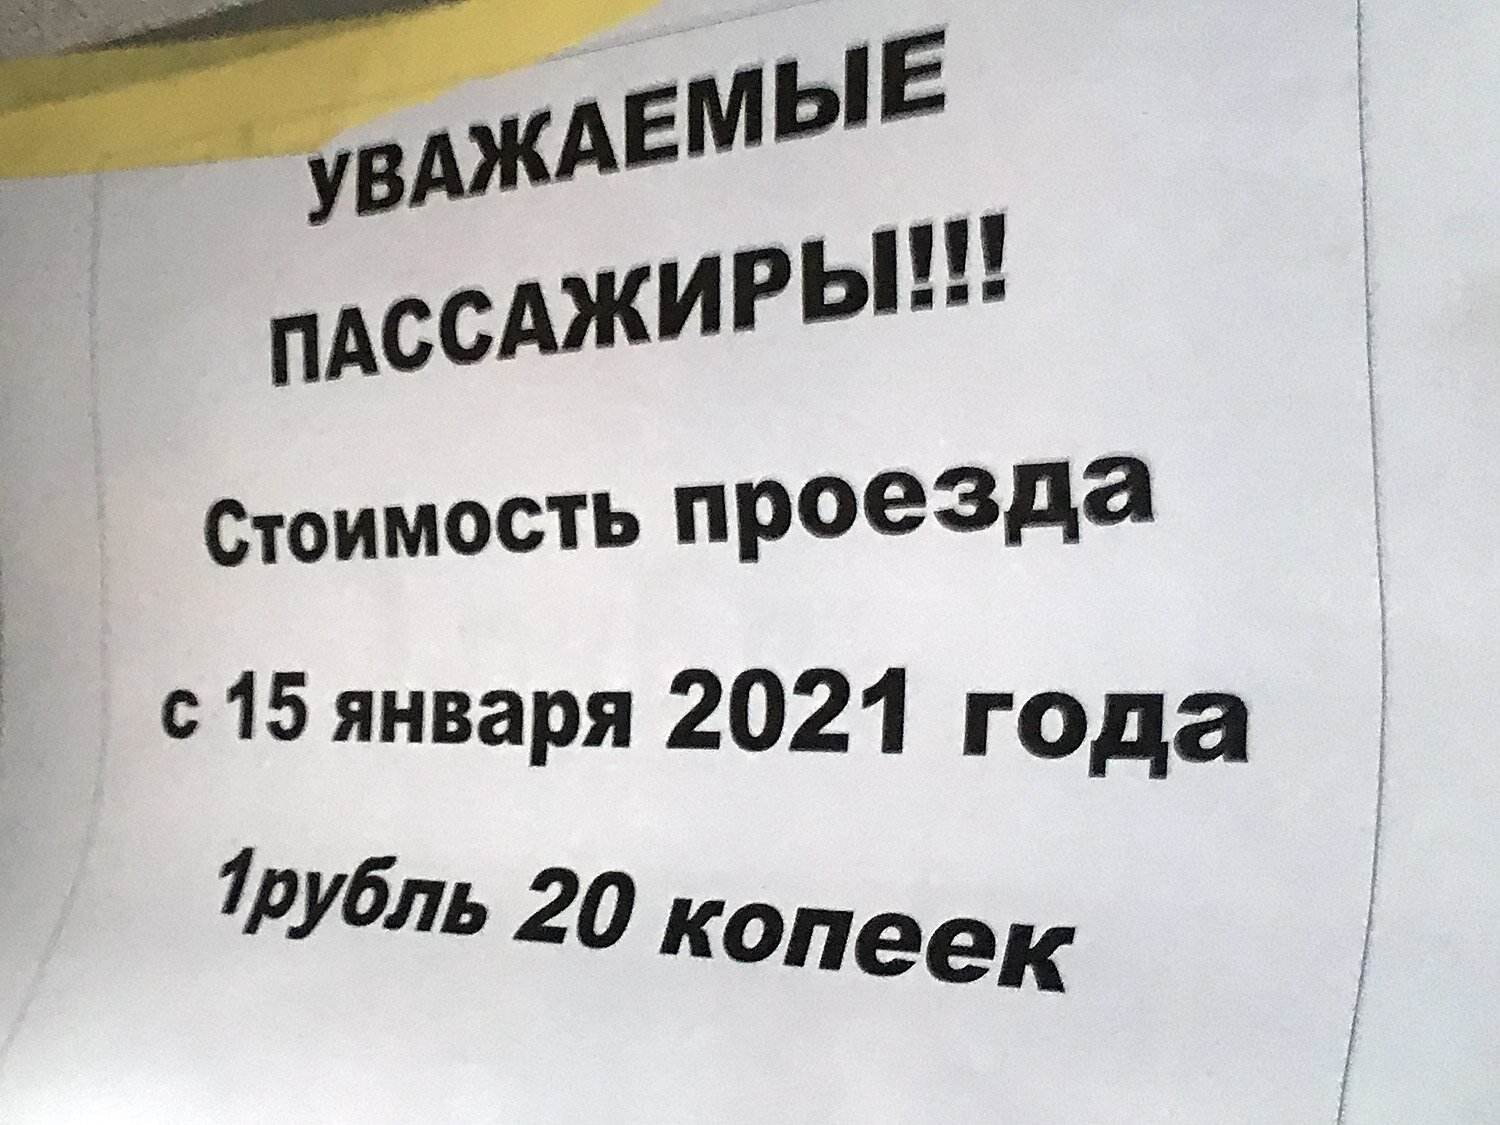 УВАЖАЕМЫЕ
ПАССАЖИРЫ!!!
Стоимость проезда
с 15 января 2021 года
1рубль 20 копеек